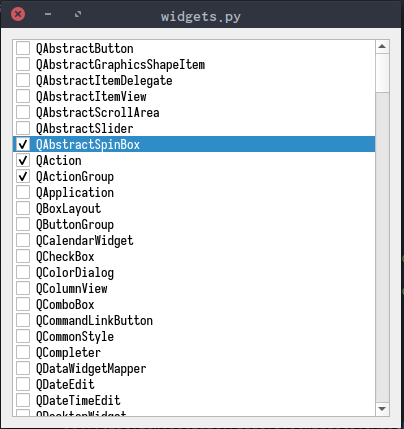 widgets.py
QAbstractButton
QAbstractGraphicsShapeItem
QAbstractItemDelegate
QAbstractItemView
QAbstractScrollArea
QAbstractSlider
QAbstractSpinBox
QAction
QActionGroup
QApplication
QBoxLayout
QButtonGroup
QCalendarWidget
QCheckBox
QColorDialog
QColumnView
QComboBox
QCommandLinkButton
QCommonStyle
QCompleter
QDataWidgetMapper
QDateEdit
QDateTimeEdit
QDesktopWidget